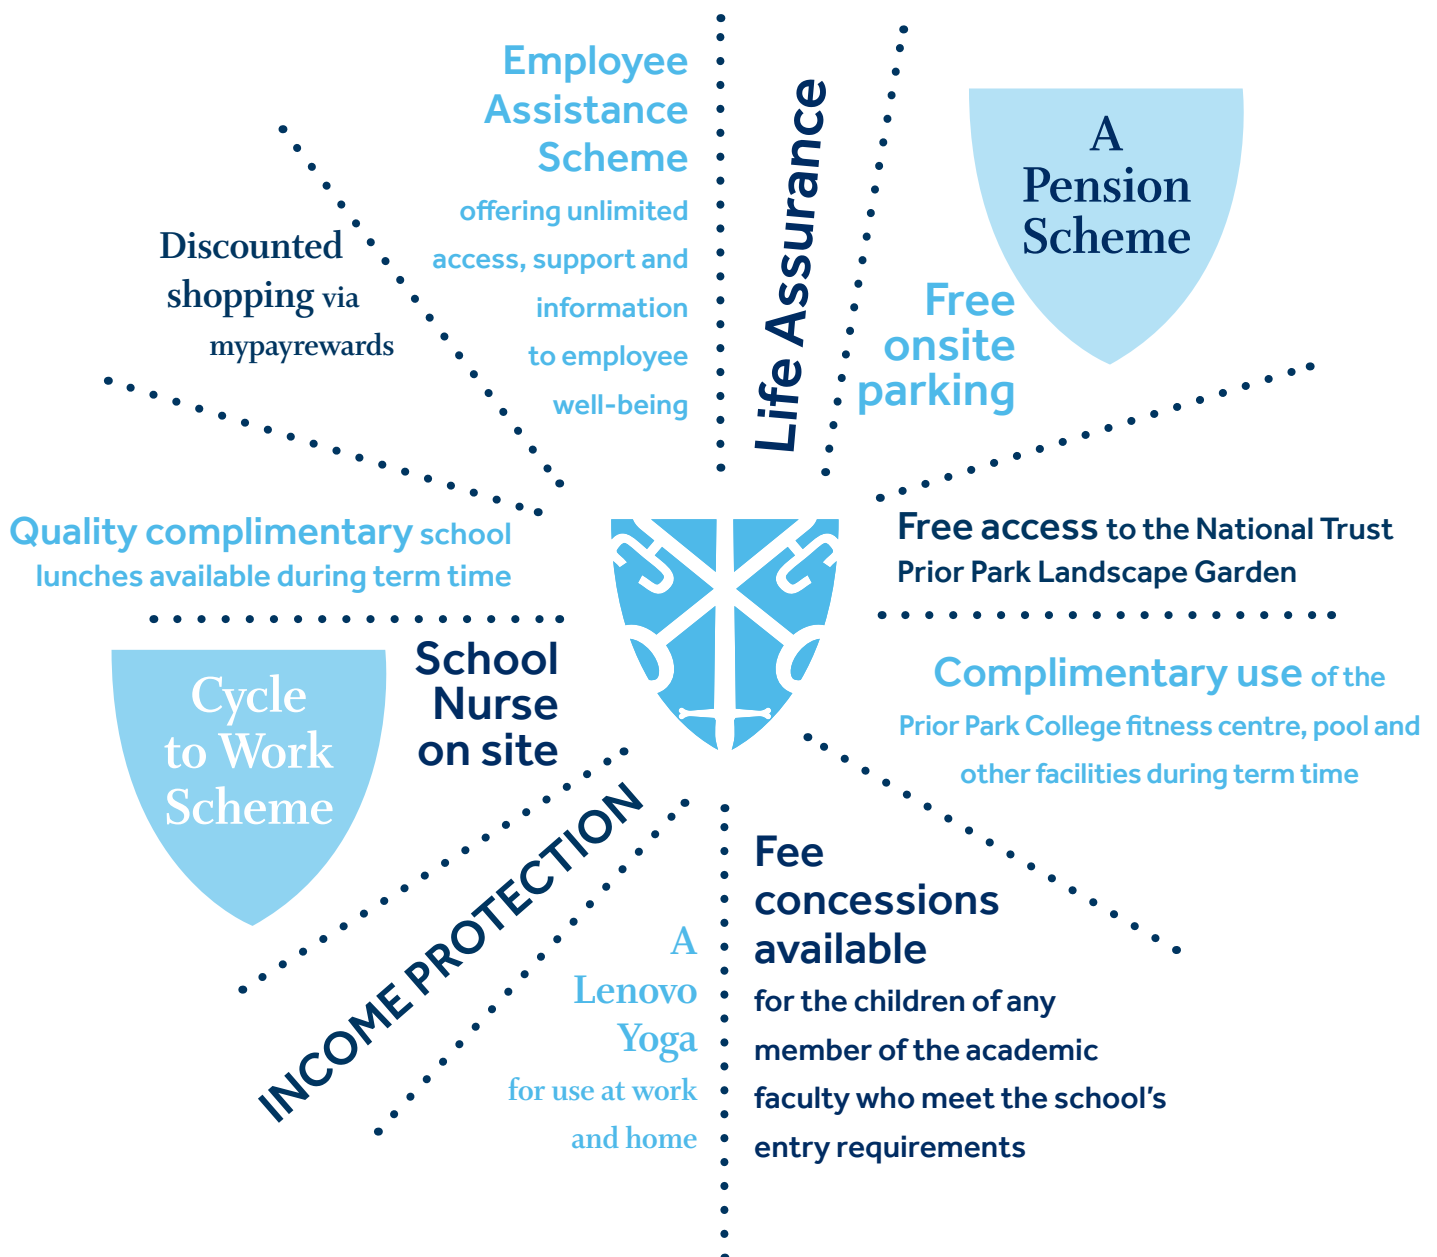 Employee
Assistance
Scheme
offering unlimited
access, support and
information
to employee
well-being
Life Assurance
A
Pension
Scheme
Free
onsite
parking
Discounted
shopping via
mypayrewards
Quality complimentary school
lunches available during term time
Free access to the National Trust
Prior Park Landscape Garden
Cycle
to Work
Scheme
School
Nurse
on site
Complimentary use of the
Prior Park College fitness centre, pool and
other facilities during term time
INCOME PROTECTION
A
Lenovo
Yoga
for use at work
and home
Fee
concessions
available
for the children of any
member of the academic
faculty who meet the school's
entry requirements